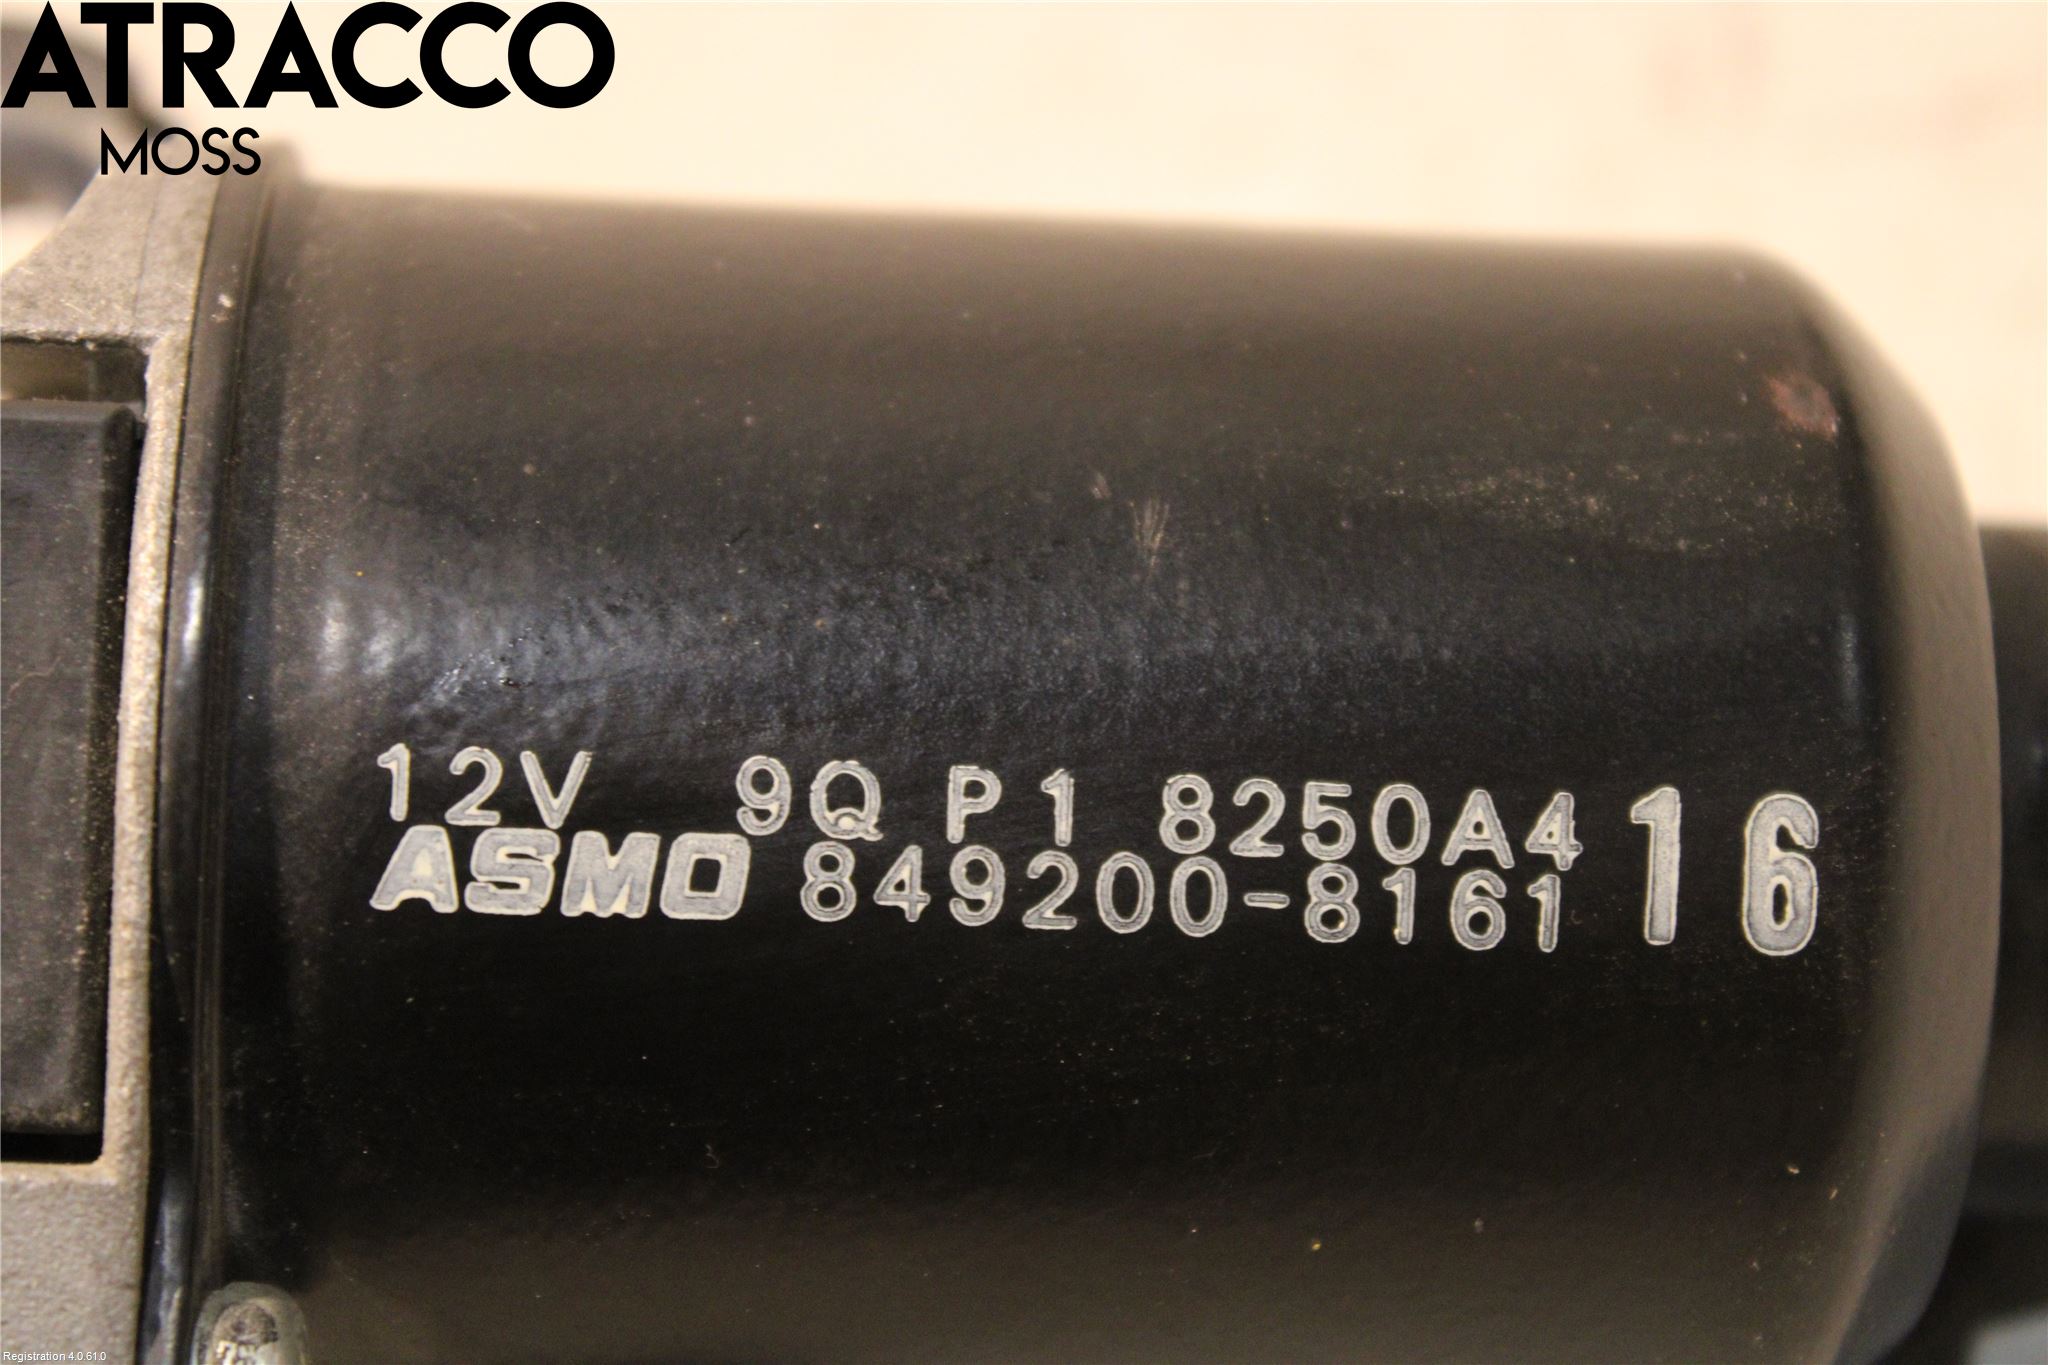 ATRACCO
MOSS
12V 9Q P1 8250A4
ASMO 849200-8161 16
Registration 4.0.61.0